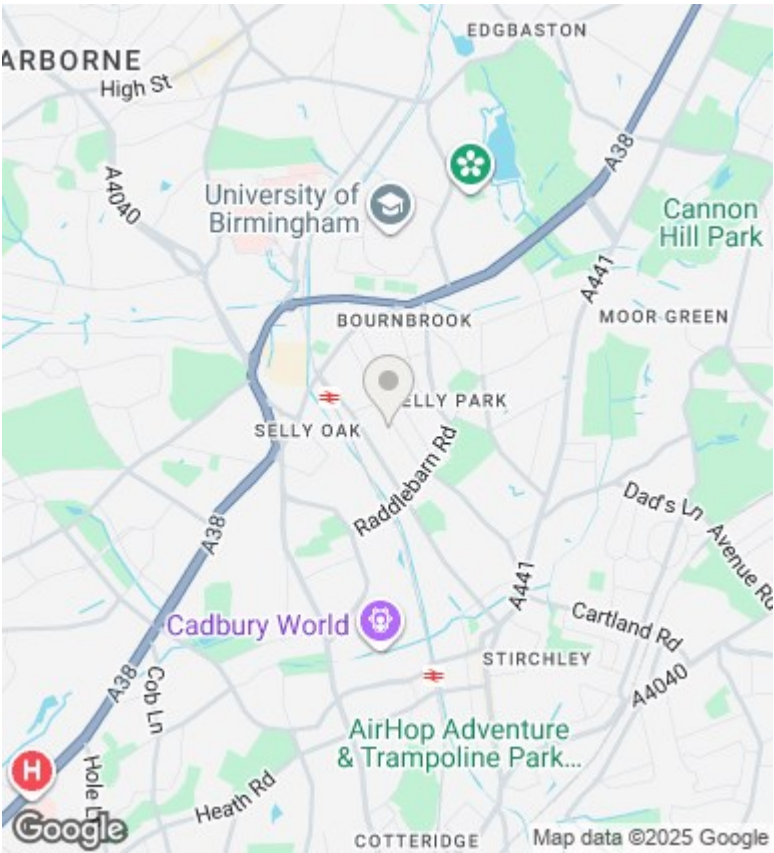 EDGBASTON
ARBORNE
High St
A38
A4040
University of
Birmingham
Cannon
Hill Park
A441
BOURNBROOK
MOOR GREEN
ELLY PARK
SELLY OAK
Raddlebarn Rd
Dad's Ln
Avenue Rd
A38
A441
Cadbury World
Cartland Rd
STIRCHLEY
A38
Cob Ln
A4040
AirHop Adventure
& Trampoline Park...
H
Hole L
Heath Rd
Google
COTTERIDGE
Map data ©2025 Google